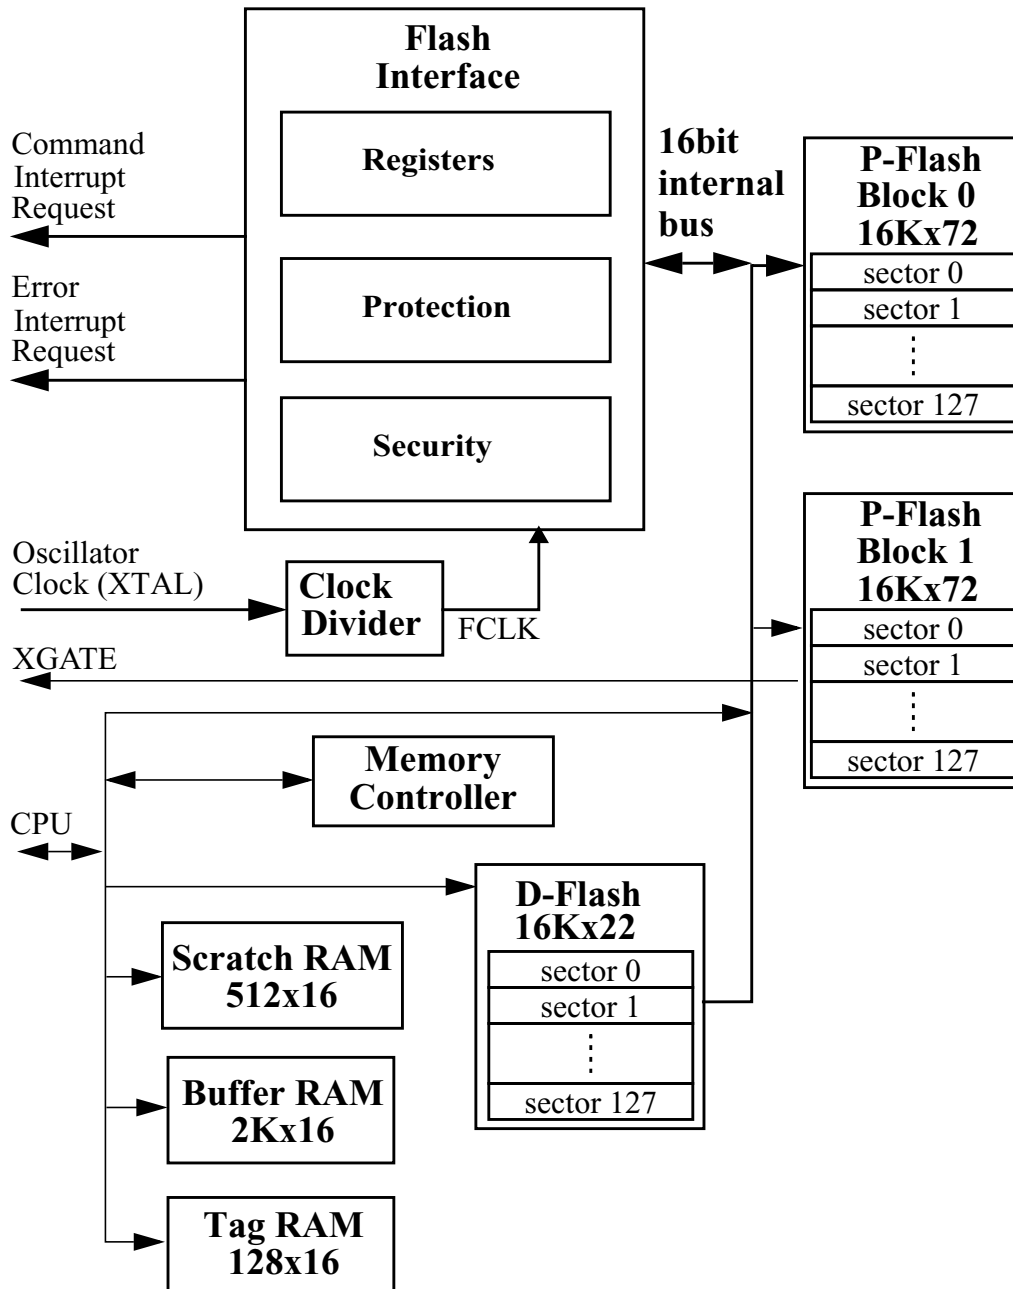 Flash
Interface
Registers
Protection
Security
Command
Interrupt
Request
Error
Interrupt
Request
16bit
internal
bus
P-Flash
Block 0
16Kx72
sector 0
sector 1
sector 127
P-Flash
Block 1
16Kx72
sector 0
sector 1
sector 127
Oscillator
Clock (XTAL)
Clock
Divider
FCLK
XGATE
Memory
Controller
CPU
D-Flash
16Kx22
sector 0
sector 1
sector 127
Scratch RAM
512x16
Buffer RAM
2Kx16
Tag RAM
128x16